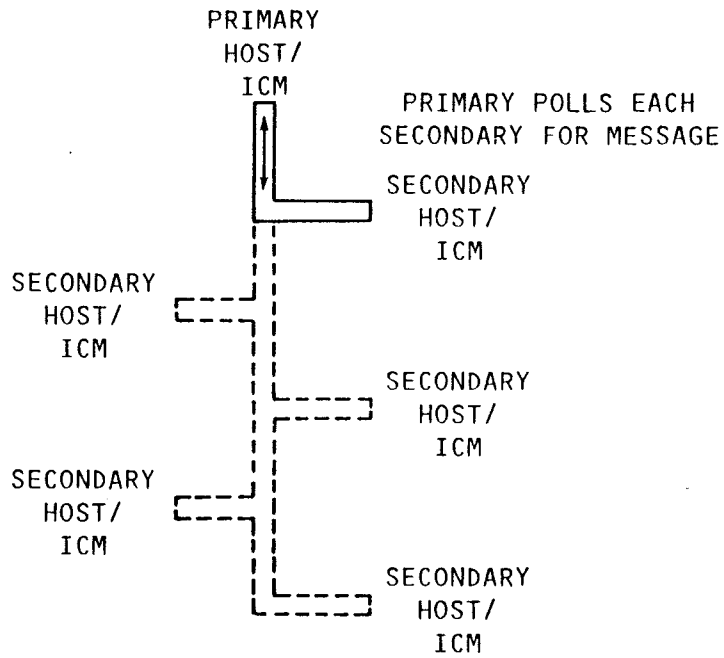 PRIMARY
HOST/
ICM
PRIMARY POLLS EACH
SECONDARY FOR MESSAGE
SECONDARY
HOST/
ICM
SECONDARY
HOST/
ICM
SECONDARY
HOST/
ICM
SECONDARY
HOST/
ICM
SECONDARY
HOST/
ICM